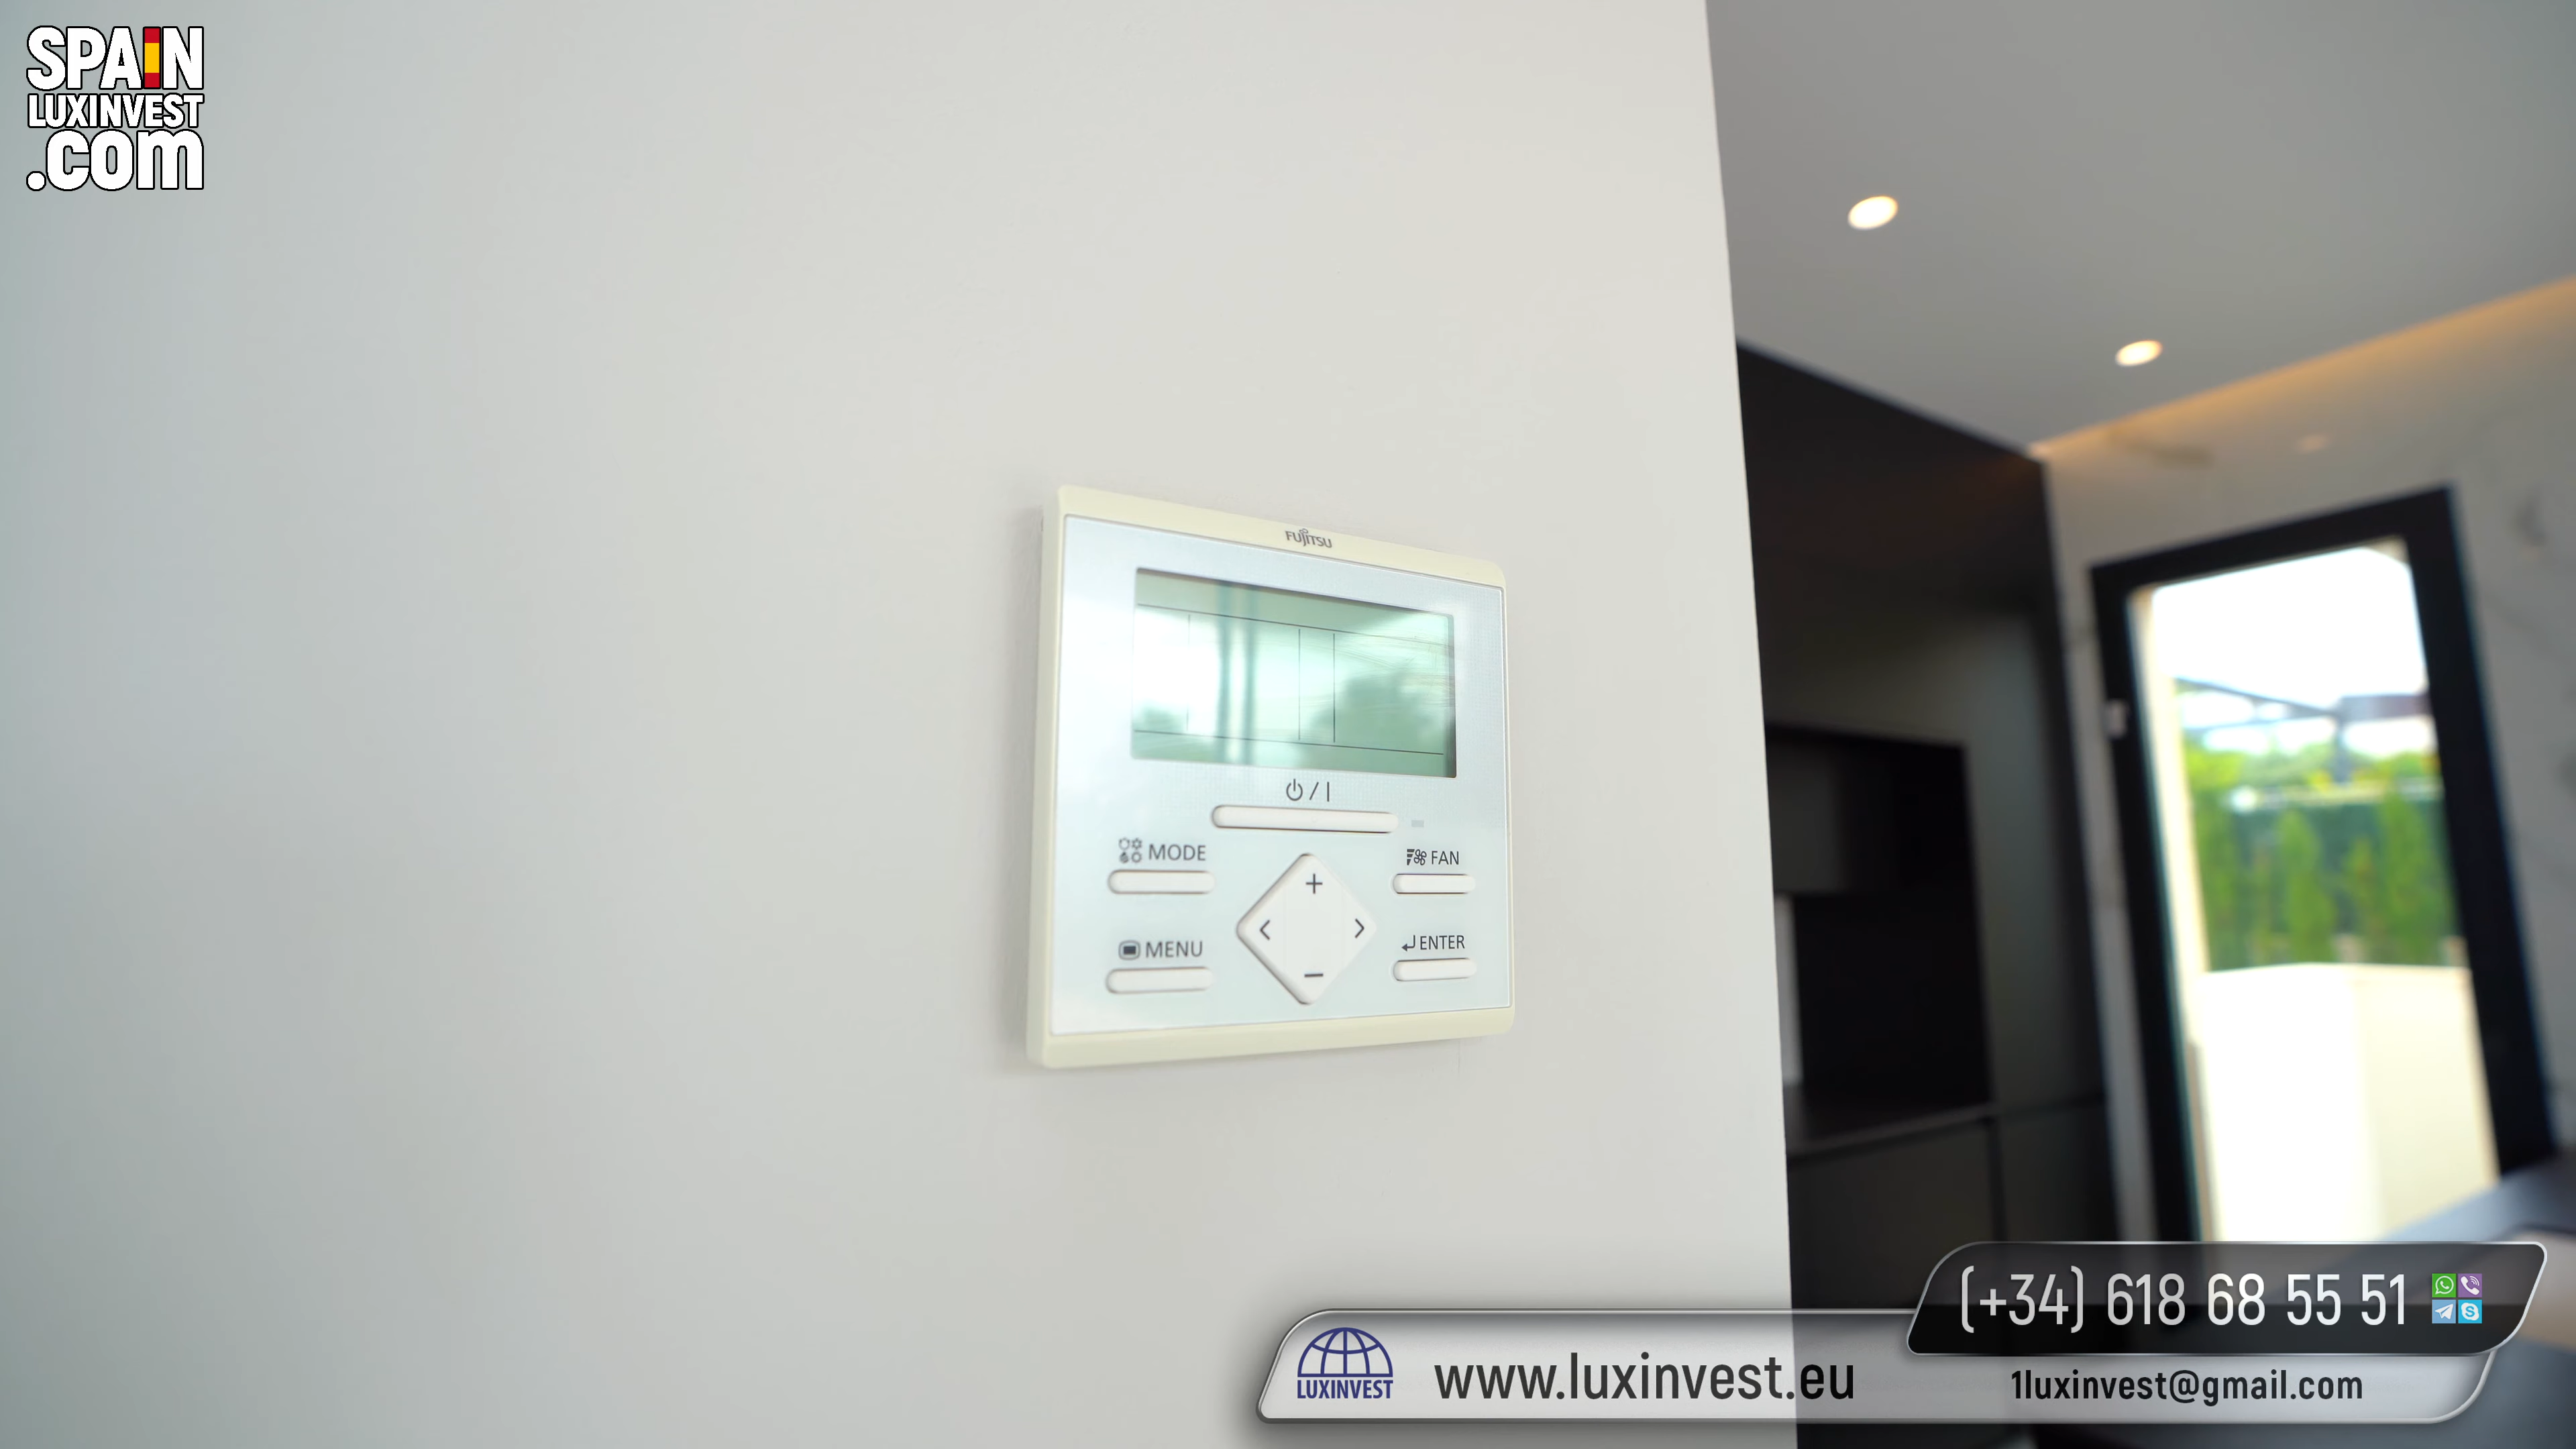 SPAIN
LUXINVEST
.com
FUJITSU
MODE
FAN
MENU
ENTER
(+34) 618 68 55 51
LUXINVEST
www.luxinvest.eu
1luxinvest@gmail.com